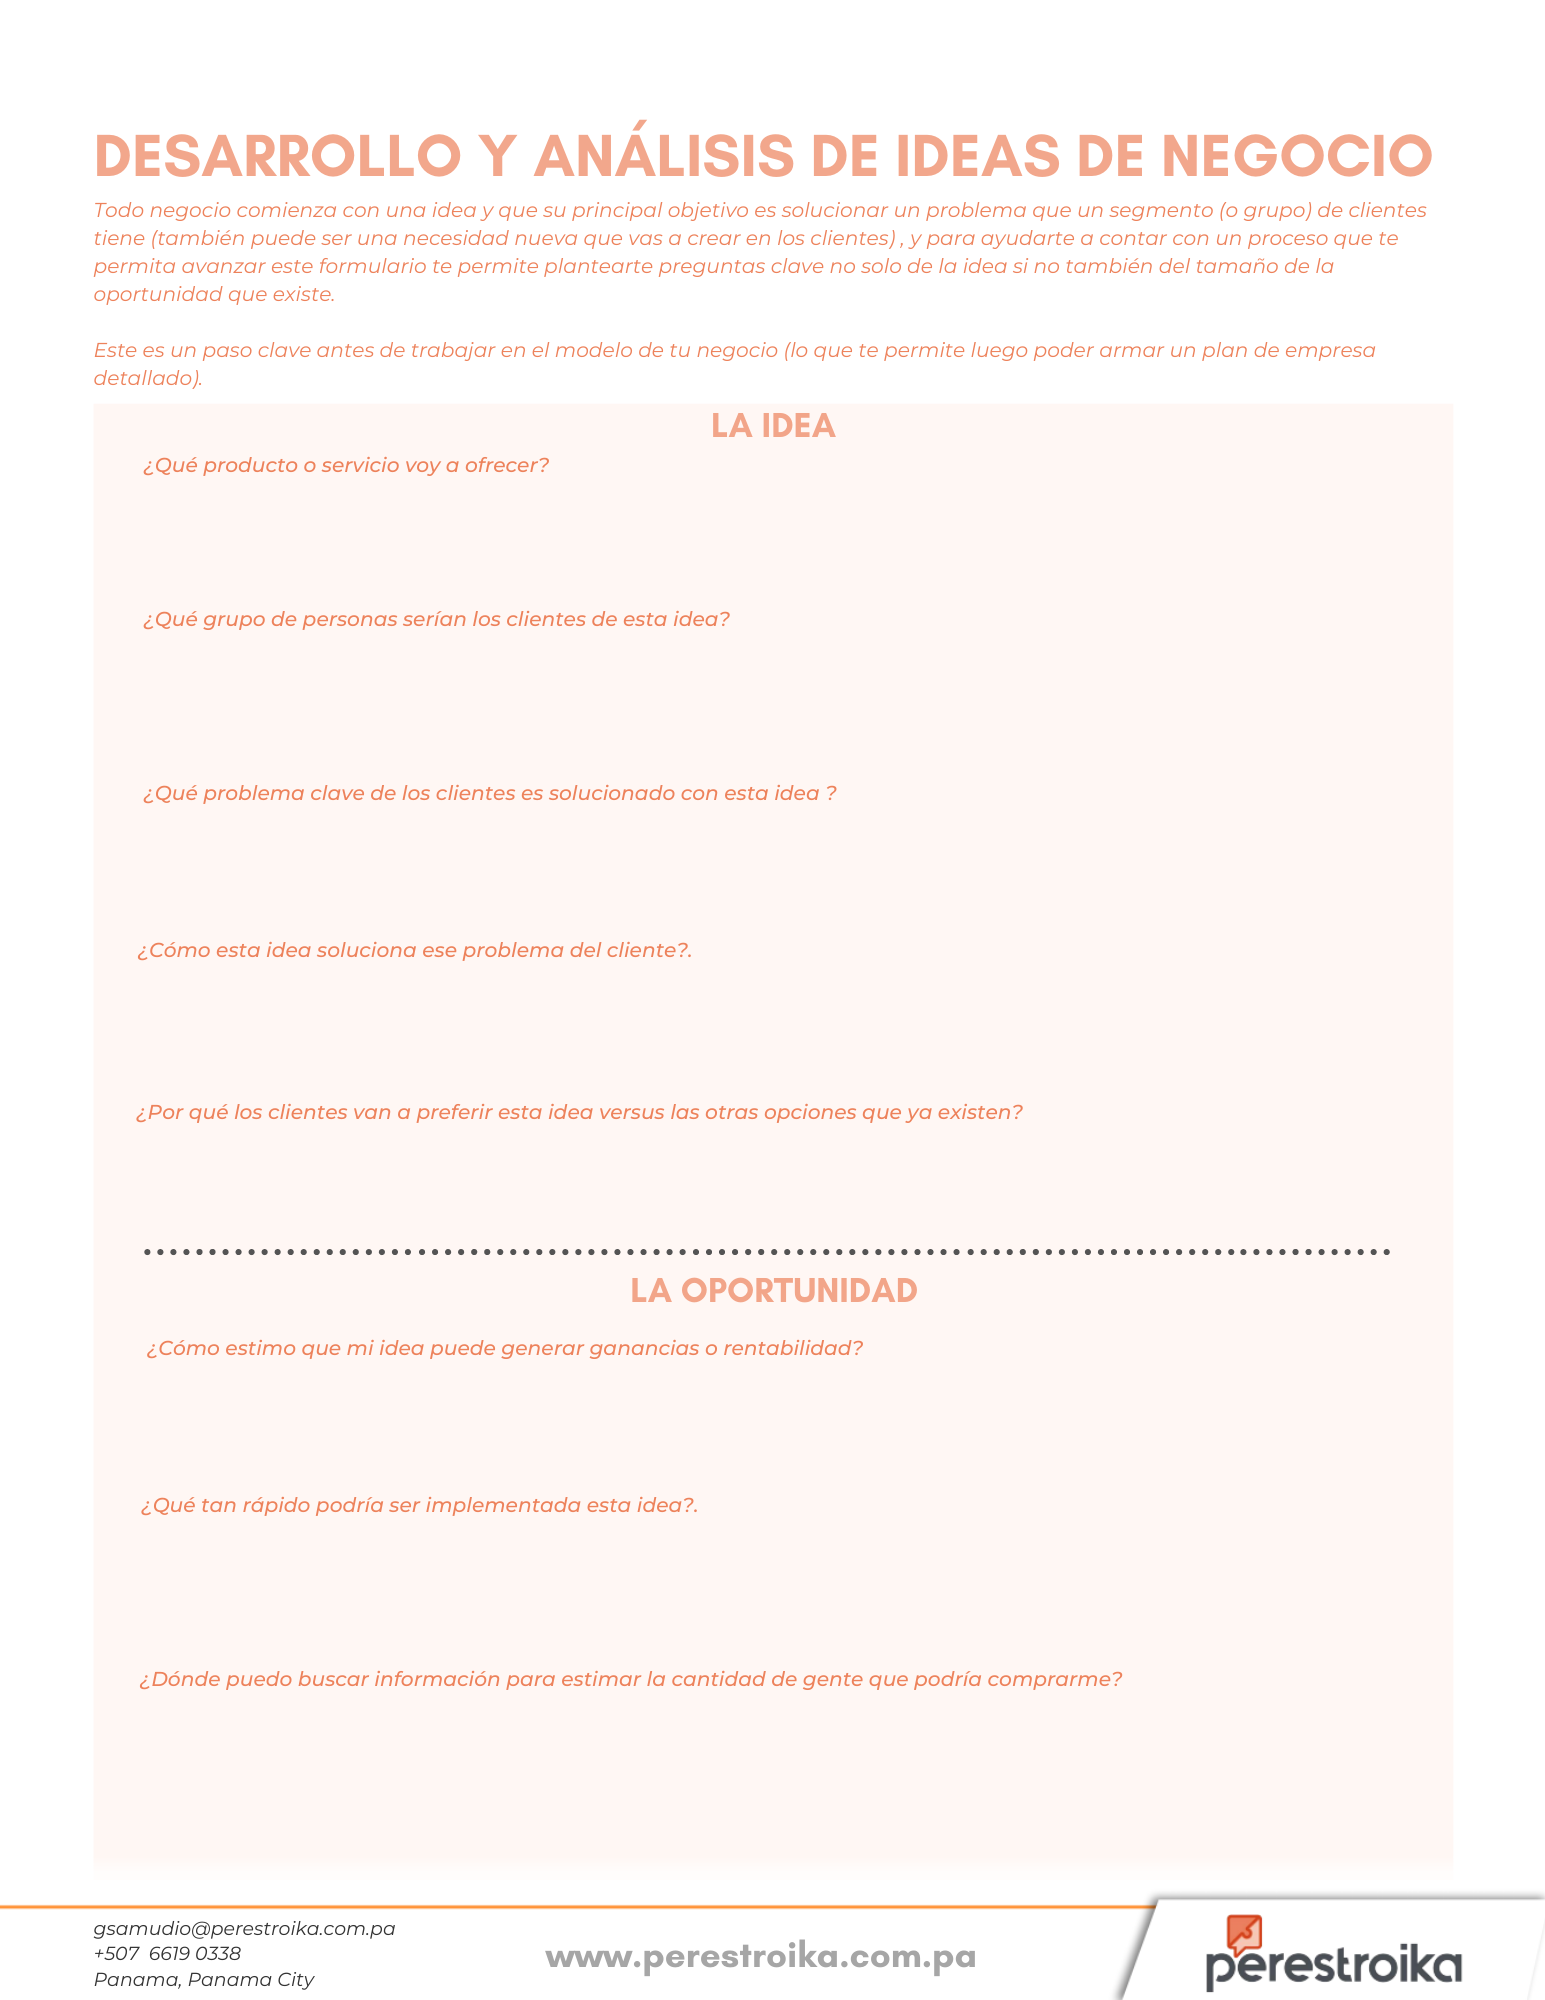 DESARROLLO Y ANÁLISIS DE IDEAS DE NEGOCIO
Todo negocio comienza con una idea y que su principal objetivo es solucionar un problema que un segmento (o grupo) de clientes
tiene (también puede ser una necesidad nueva que vas a crear en los clientes) , y para ayudarte a contar con un proceso que te
permita avanzar este formulario te permite plantearte preguntas clave no solo de la idea si no también del tamaño de la
oportunidad que existe.
Este es un paso clave antes de trabajar en el modelo de tu negocio (lo que te permite luego poder armar un plan de empresa
detallado).
LA IDEA
¿Qué producto o servicio voy a ofrecer?
¿Qué grupo de personas serían los clientes de esta idea?
¿Qué problema clave de los clientes es solucionado con esta idea ?
¿Cómo esta idea soluciona ese problema del cliente?.
¿Por qué los clientes van a preferir esta idea versus las otras opciones que ya existen?
LA OPORTUNIDAD
¿Cómo estimo que mi idea puede generar ganancias o rentabilidad?
¿Qué tan rápido podría ser implementada esta idea?.
¿Dónde puedo buscar información para estimar la cantidad de gente que podría comprarme?
gsamudio@perestroika.com.pa
+507  6619 0338
Panama, Panama City
www.perestroika.com.pa
perestroika